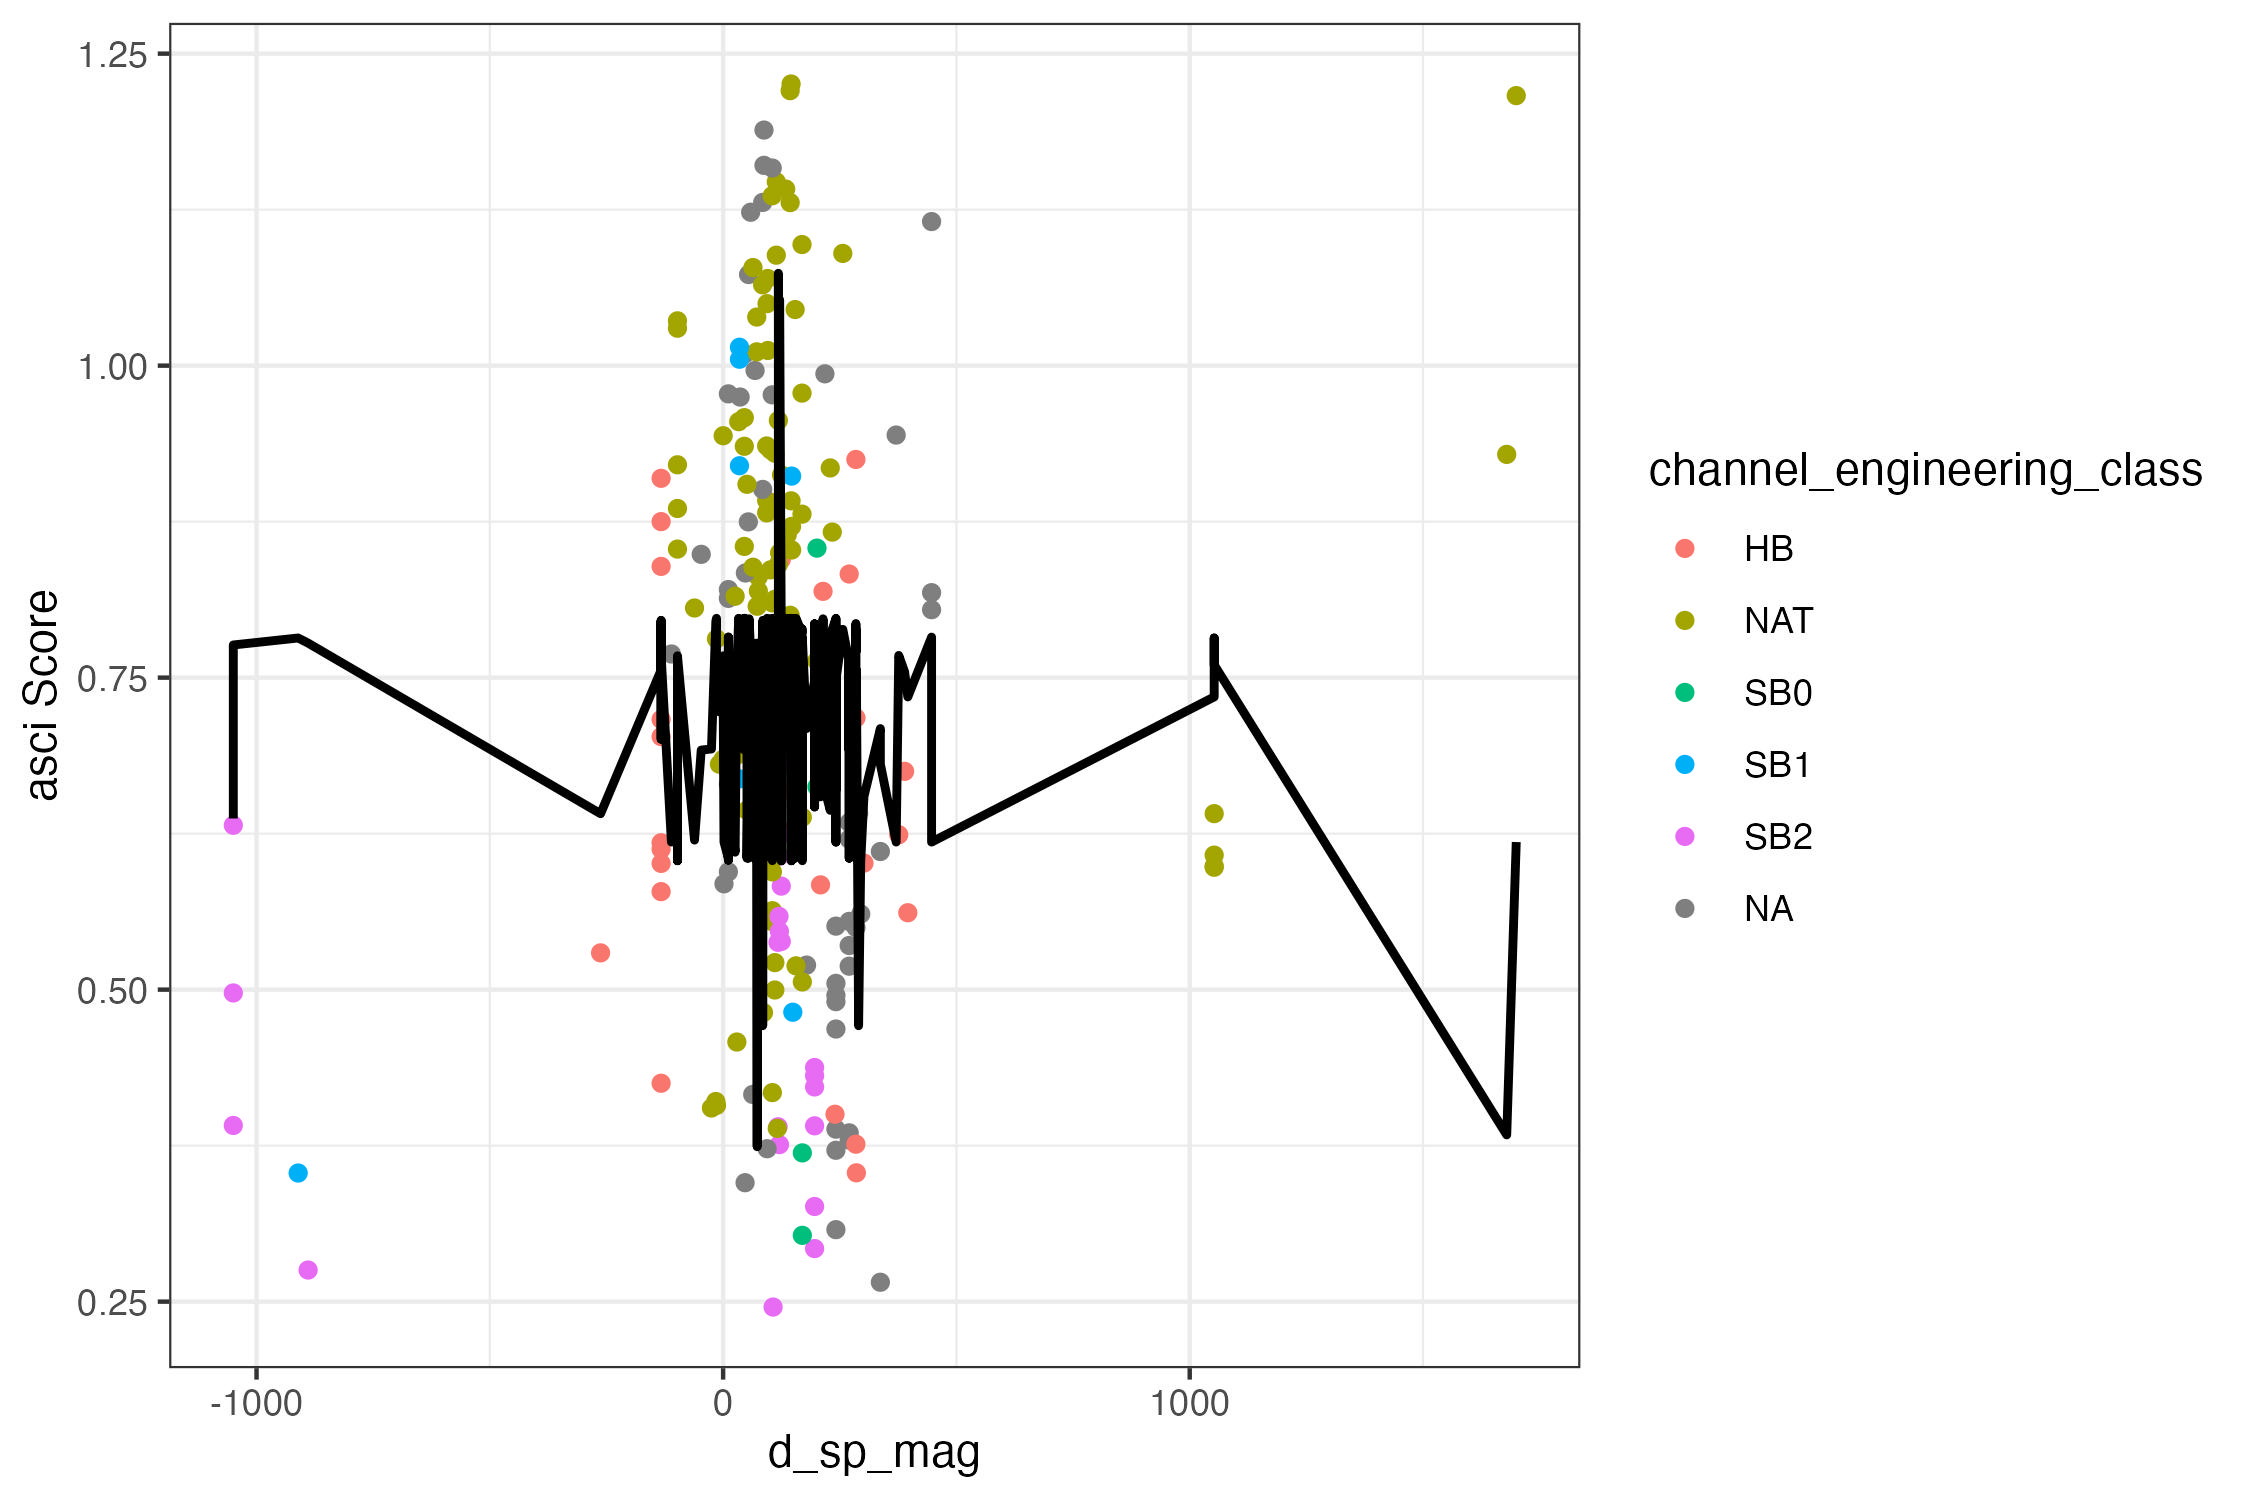 1.25
1.00
0.75
0.50
0.25
asci Score
-1000
0
1000
d_sp_mag
channel_engineering_class
HB
NAT
SB0
SB1
SB2
NA